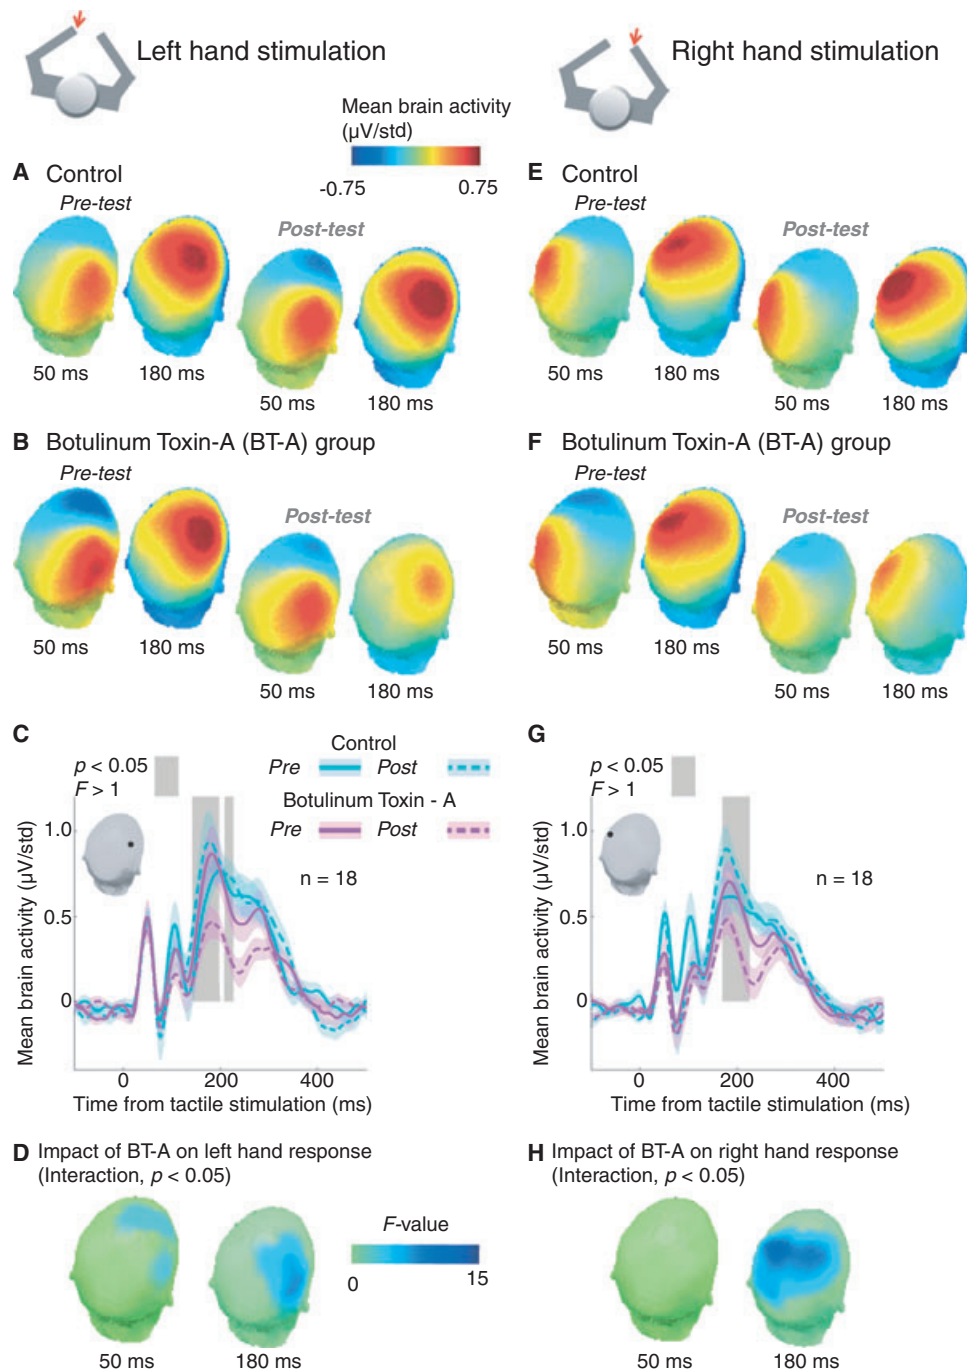 Left hand stimulation
Right hand stimulation
Mean brain activity
(µV/std)
-0.75 0.75
A Control
Pre-test
Post-test
50 ms 180 ms
50 ms 180 ms
E Control
Pre-test
Post-test
50 ms 180 ms
50 ms 180 ms
B Botulinum Toxin-A (BT-A) group
Pre-test
Post-test
50 ms 180 ms
50 ms 180 ms
F Botulinum Toxin-A (BT-A) group
Pre-test
Post-test
50 ms 180 ms
50 ms 180 ms
C
p < 0.05
F > 1
Control
Pre Post
Botulinum Toxin - A
Pre Post
n = 18
Mean brain activity (µV/std)
1.0
0.5
0
0 200 400
Time from tactile stimulation (ms)
G
p < 0.05
F > 1
n = 18
Mean brain activity (µV/std)
1.0
0.5
0
0 200 400
Time from tactile stimulation (ms)
D Impact of BT-A on left hand response
(Interaction, p < 0.05)
F-value
0 15
50 ms 180 ms
H Impact of BT-A on right hand response
(Interaction, p < 0.05)
50 ms 180 ms